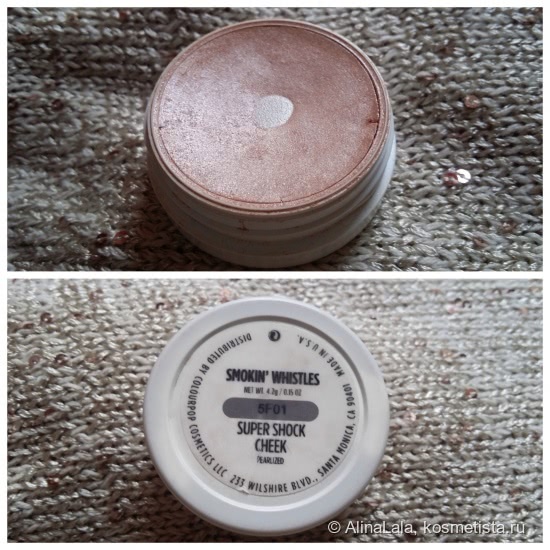 SMOKIN' WHISTLES
NET WT. 4.2g / 0.15 OZ
5F01
SUPER SHOCK
CHEEK
PEARLIZED
DISTRIBUTED BY COLOURPOP COSMETICS LLC 233 WILSHIRE BLVD., SANTA MONICA, CA 90401 MADE IN U.S.A.
© AlinaLala, kosmetista.ru